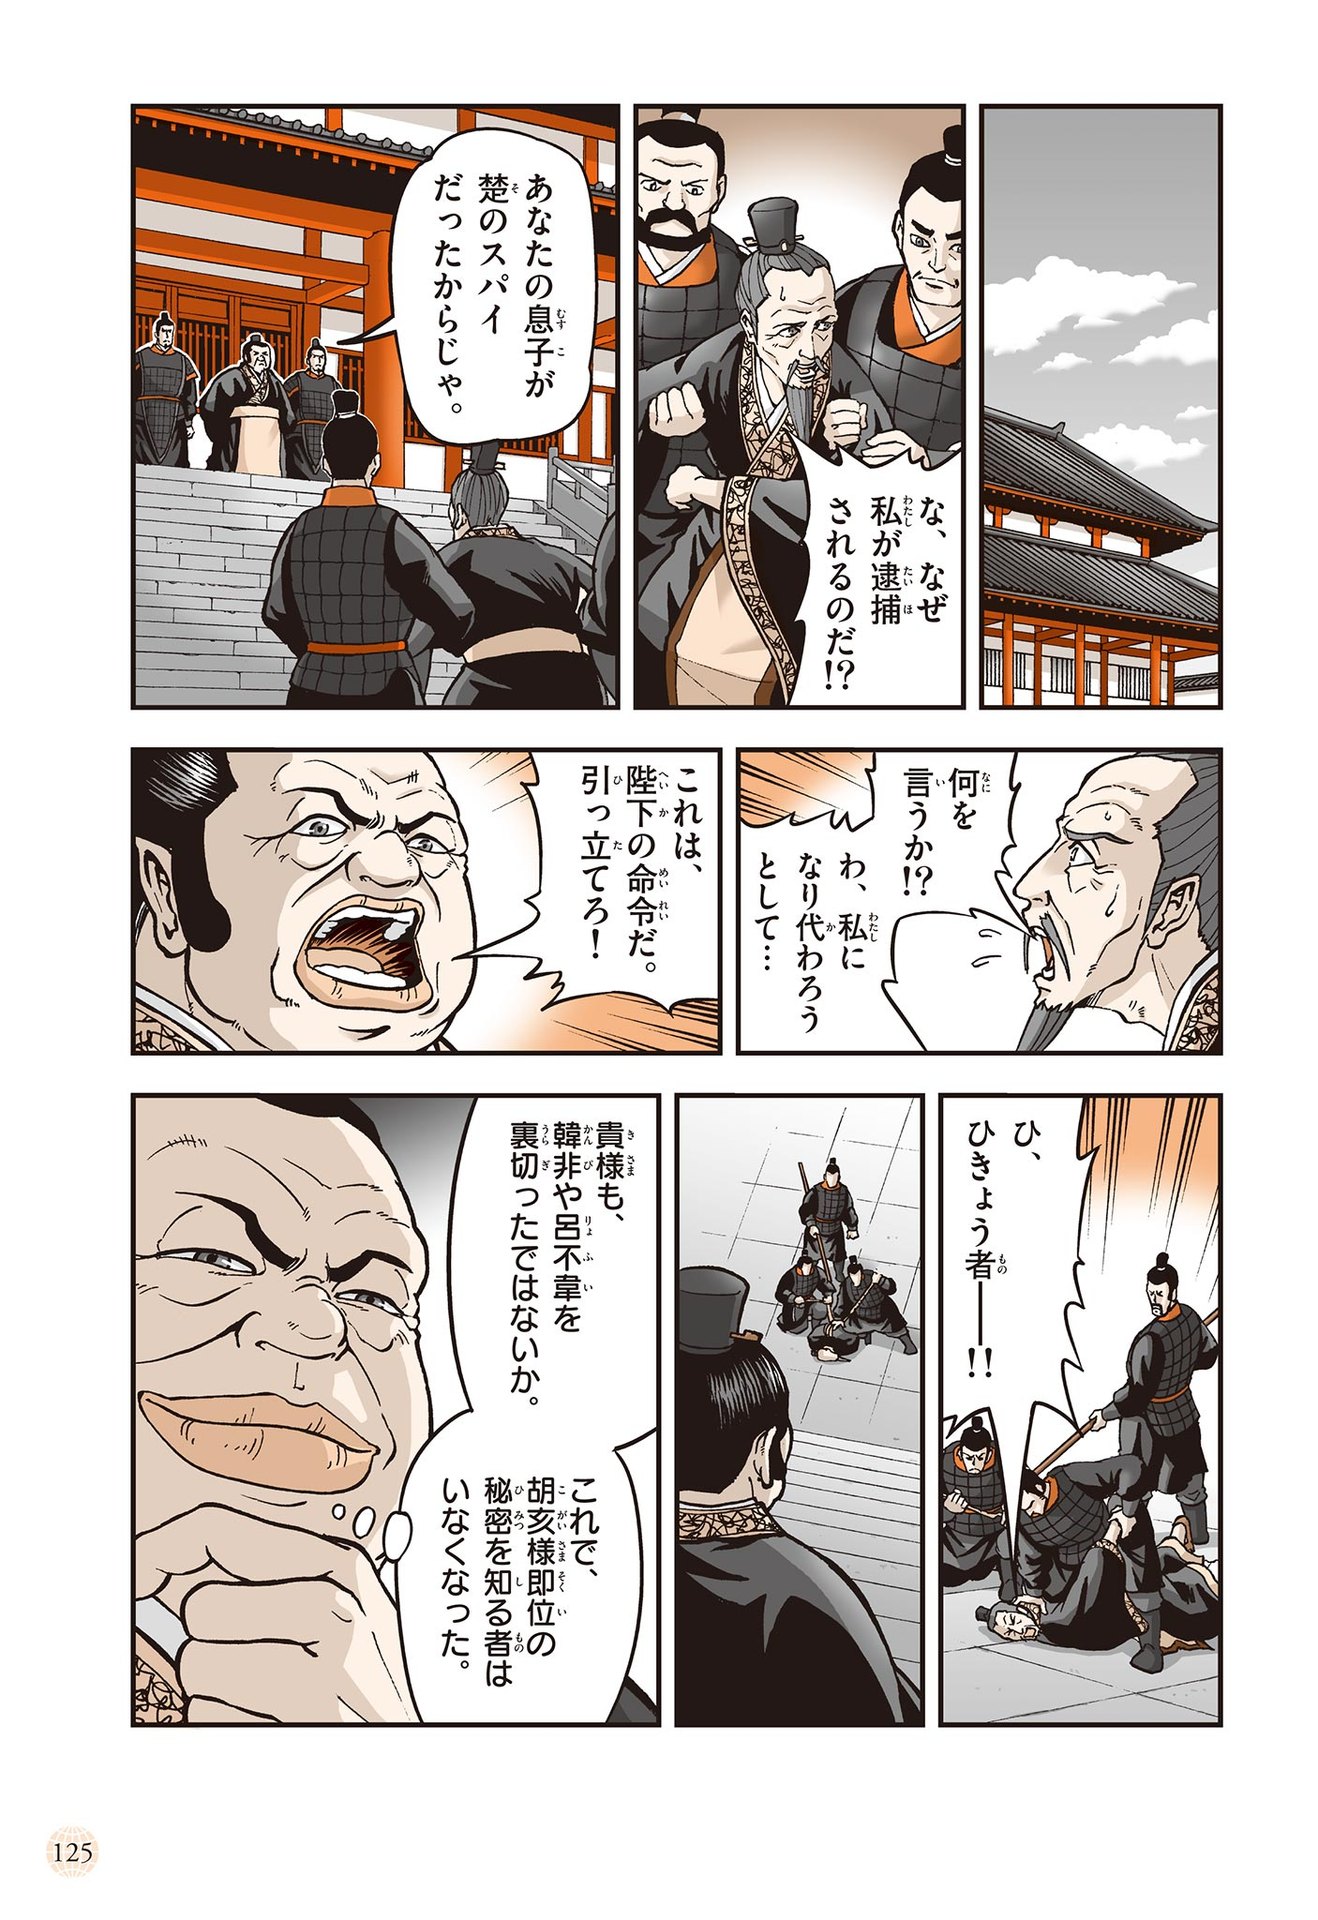 な、なぜ
私が逮捕
されるのだ!?
あなたの息子が
楚のスパイ
だったからじゃ。
何を
言うか!?
わ、私に
なり代わろう
として…
これは、
陛下の命令だ。
引っ立てろ！
ひ、
ひきょう者――!!
貴様も、
韓非や呂不韋を
裏切ったではないか。
これで、
胡亥様即位の
秘密を知る者は
いなくなった。
125